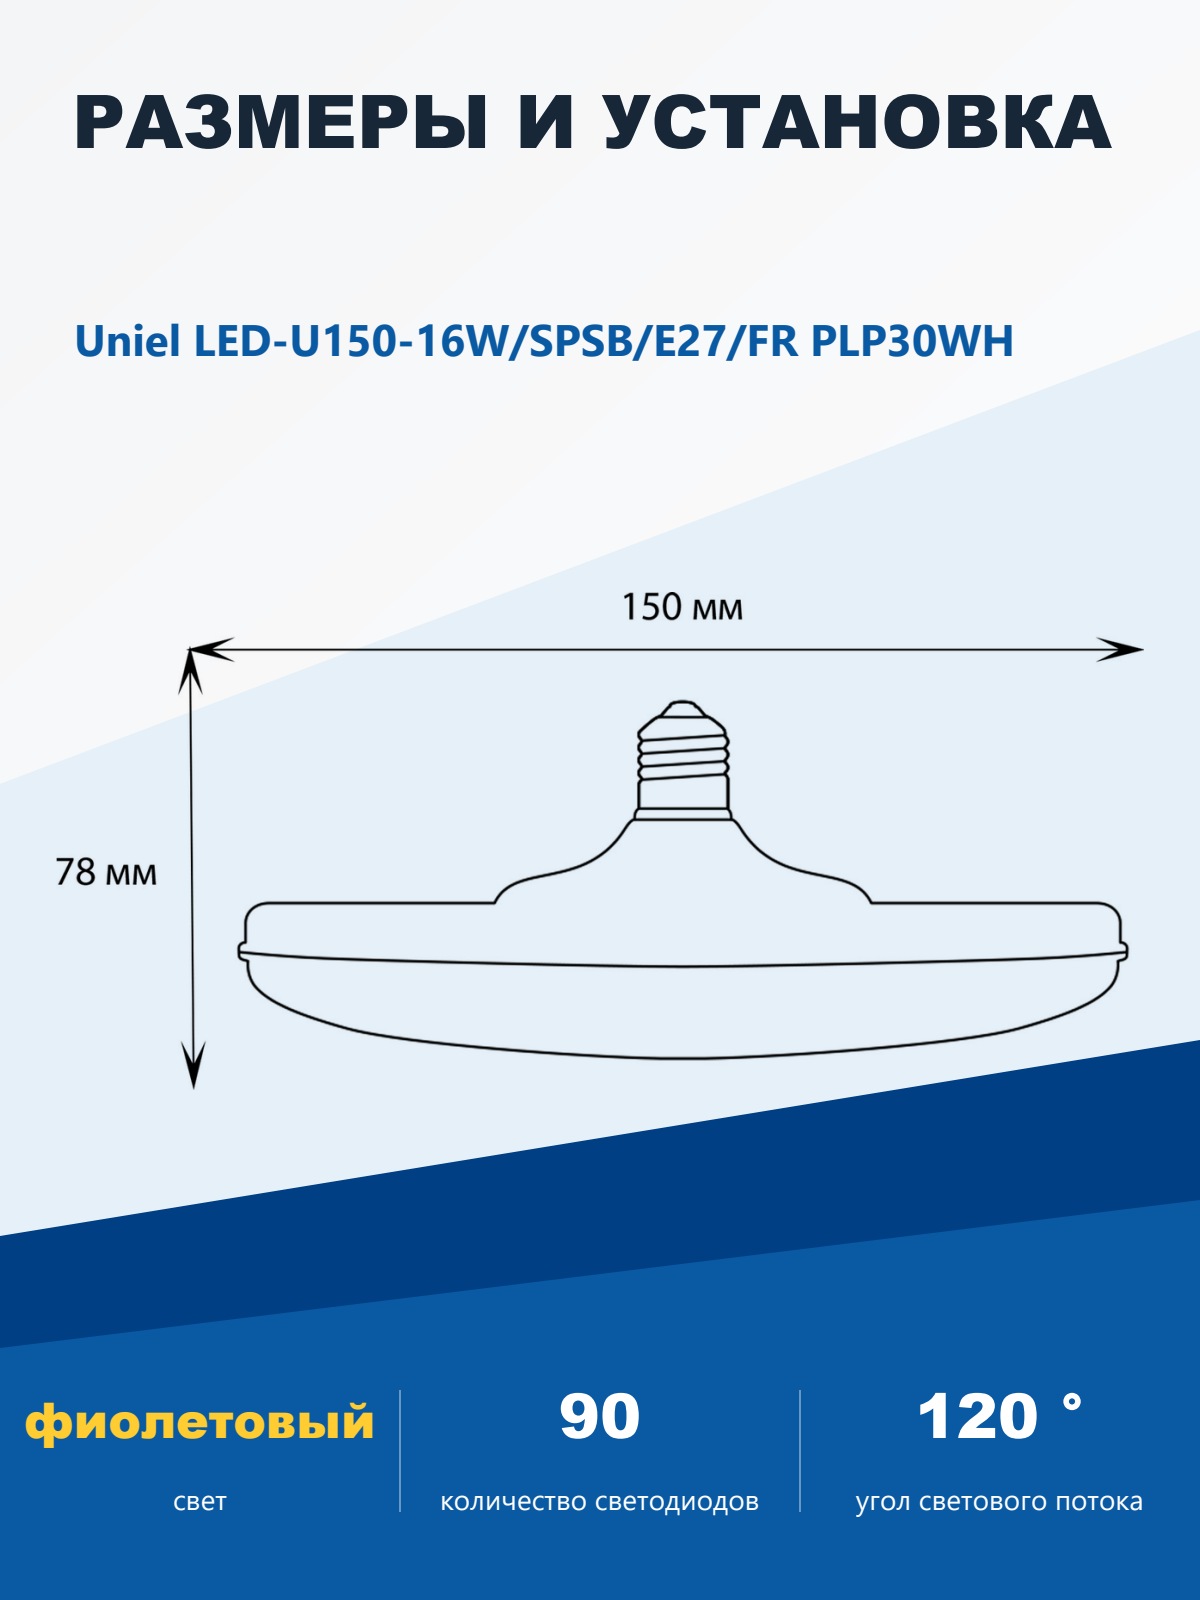 РАЗМЕРЫ И УСТАНОВКА
Uniel LED-U150-16W/SPSB/E27/FR PLP30WH
150 мм
78 мм
фиолетовый
свет
90
количество светодиодов
120 °
угол светового потока